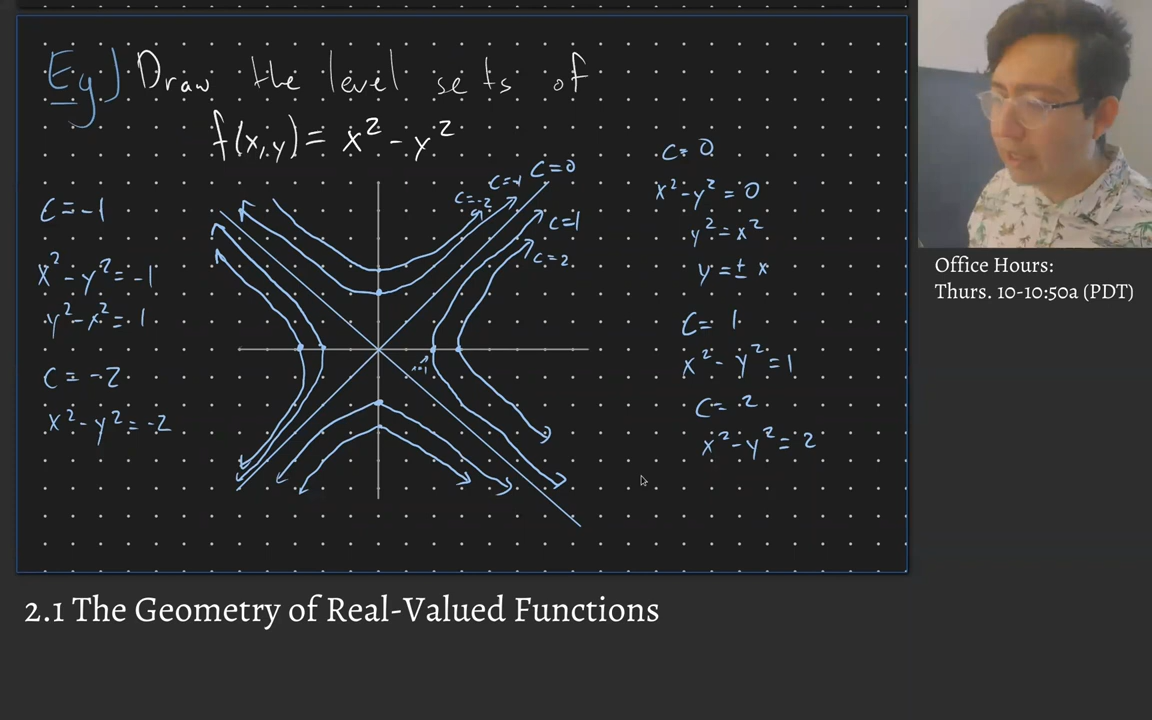 Eg.) Draw the level sets of
f(x,y) = x² - y²
C = -1
x² - y² = -1
y² - x² = 1
C = -2
x² - y² = -2
C=-2
C=-1
C=0
C=1
C=2
C= 0
x² - y² = 0
y² = x²
y = ± x
C= 1
x² - y² = 1
C= 2
x² - y² = 2
Office Hours:
Thurs. 10-10:50a (PDT)
2.1 The Geometry of Real-Valued Functions